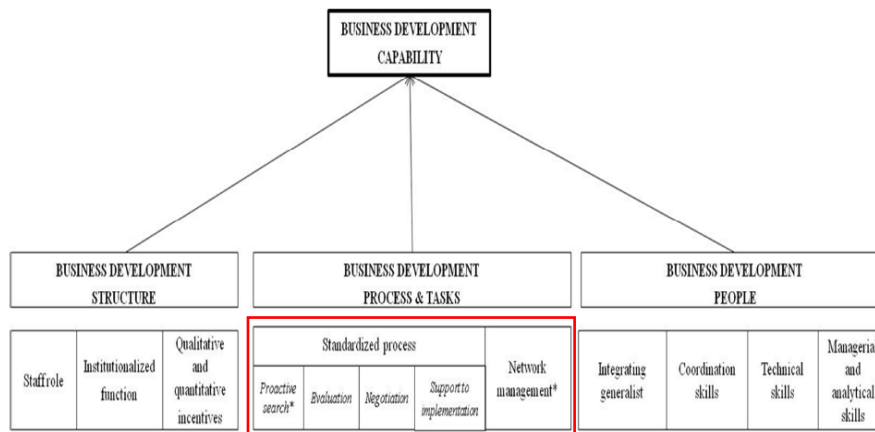 BUSINESS DEVELOPMENT
CAPABILITY
BUSINESS DEVELOPMENT
STRUCTURE
BUSINESS DEVELOPMENT
PROCESS & TASKS
BUSINESS DEVELOPMENT
PEOPLE
Staff role
Institutionalized
function
Qualitative
and
quantitative
incentives
Standardized process
Proactive
search*
Evaluation
Negotiation
Support to
implementation
Network
management*
Integrating
generalist
Coordination
skills
Technical
skills
Manageria
and
analytical
skills